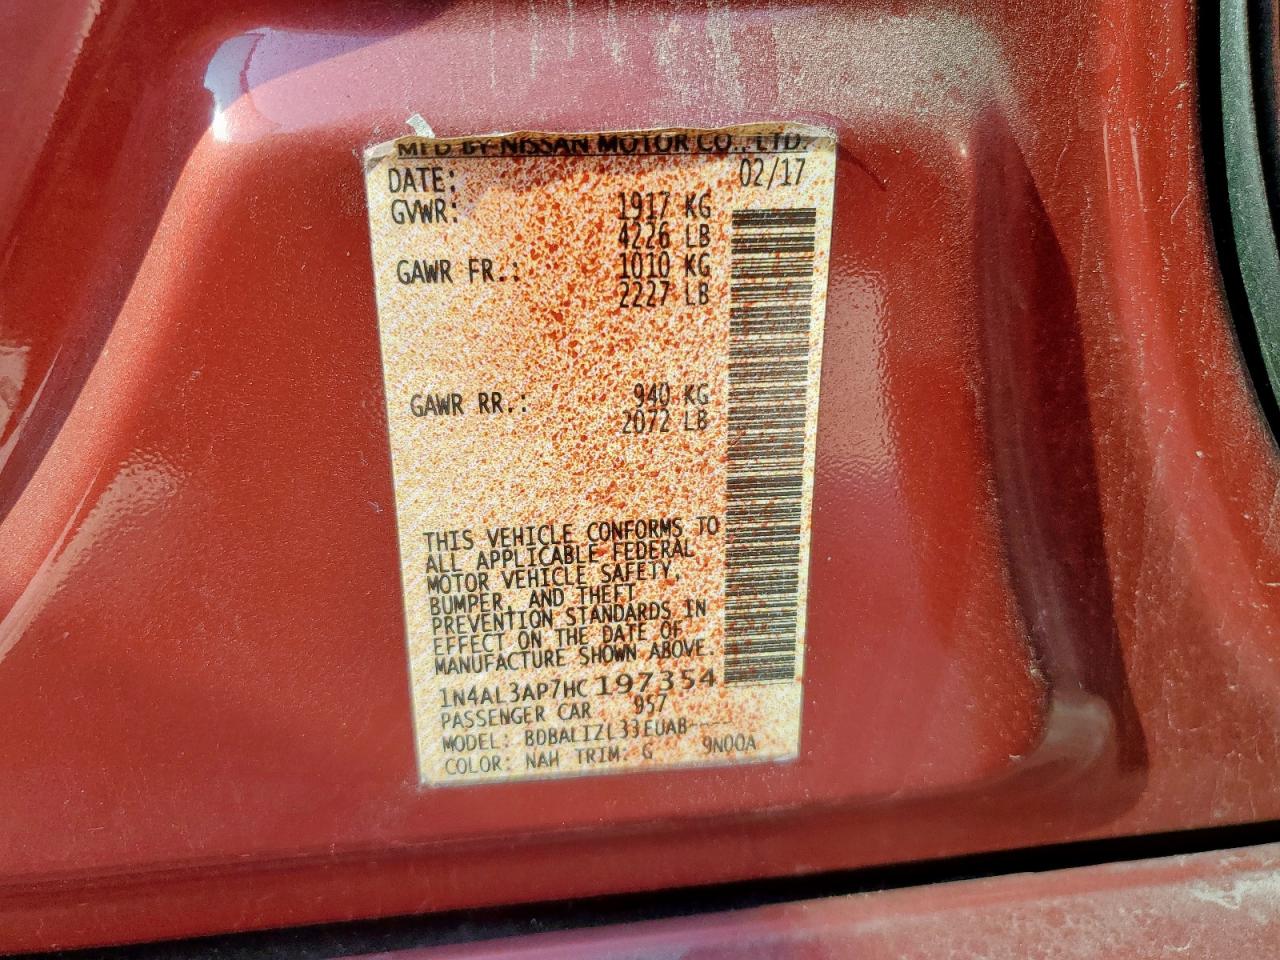 MFD BY NISSAN MOTOR CO., LTD.
DATE: 02/17
GVWR: 1917 KG
4226 LB
GAWR FR.: 1010 KG
2227 LB
GAWR RR.: 940 KG
2072 LB
THIS VEHICLE CONFORMS TO
ALL APPLICABLE FEDERAL
MOTOR VEHICLE SAFETY,
BUMPER, AND THEFT
PREVENTION STANDARDS IN
EFFECT ON THE DATE OF
MANUFACTURE SHOWN ABOVE.
1N4AL3AP7HC197354
PASSENGER CAR 957
MODEL: BDBALIZL33EUAB-----
COLOR: NAH TRIM: G 9N00A